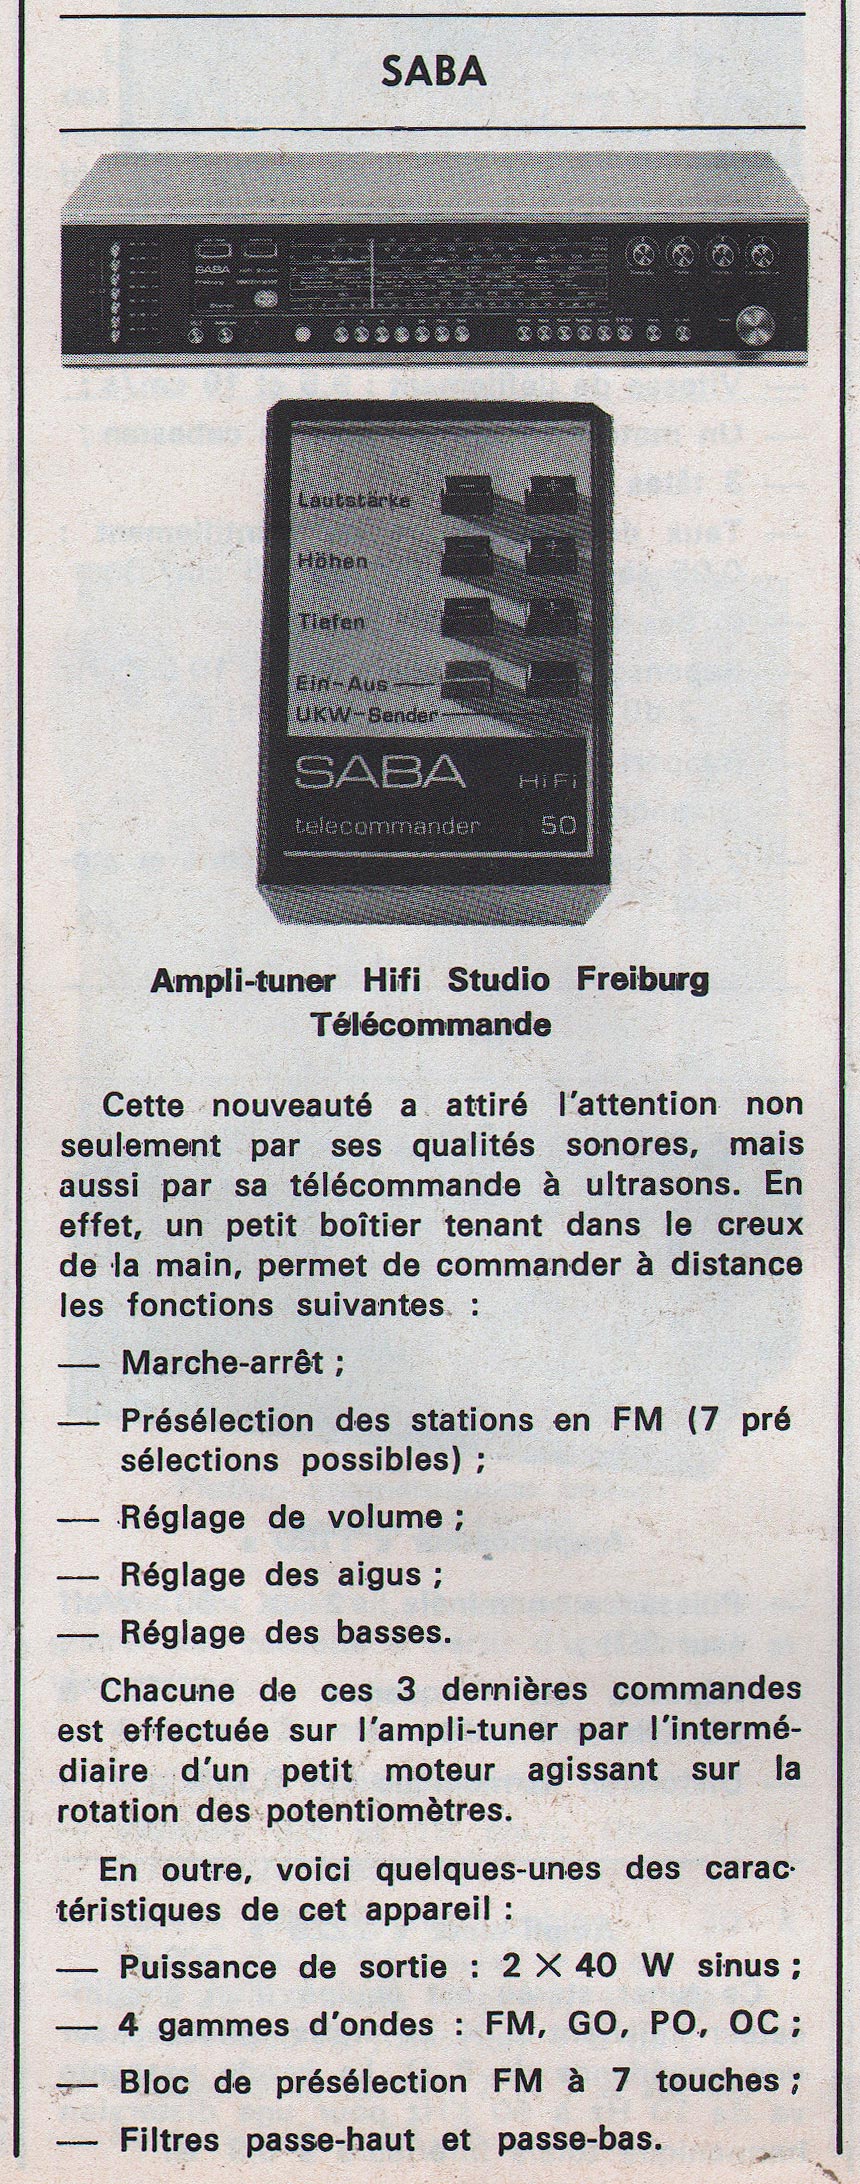 SABA
SABA
Lautstärke - +
Höhen - +
Tiefen - +
Ein-Aus
UKW-Sender
SABA HiFi
telecommander 50
Ampli-tuner Hifi Studio Freiburg
Télécommande
Cette nouveauté a attiré l'attention non
seulement par ses qualités sonores, mais
aussi par sa télécommande à ultrasons. En
effet, un petit boîtier tenant dans le creux
de la main, permet de commander à distance
les fonctions suivantes :
— Marche-arrêt ;
— Présélection des stations en FM (7 pré
sélections possibles) ;
— Réglage de volume ;
— Réglage des aigus ;
— Réglage des basses.
Chacune de ces 3 dernières commandes
est effectuée sur l'ampli-tuner par l'intermé-
diaire d'un petit moteur agissant sur la
rotation des potentiomètres.
En outre, voici quelques-unes des carac-
téristiques de cet appareil :
— Puissance de sortie : 2 × 40 W sinus ;
— 4 gammes d'ondes : FM, GO, PO, OC ;
— Bloc de présélection FM à 7 touches ;
— Filtres passe-haut et passe-bas.